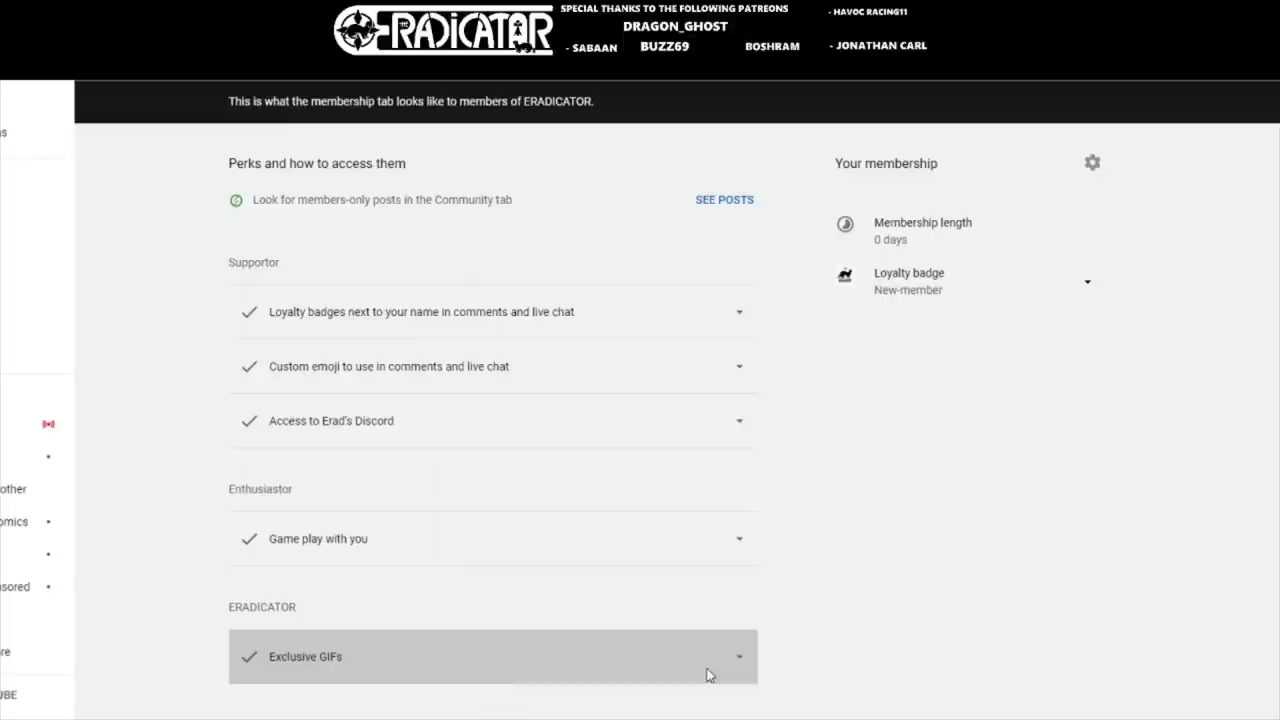 ERADICATOR
SPECIAL THANKS TO THE FOLLOWING PATREONS
- HAVOC RACING11
DRAGON_GHOST
- SABAAN
BUZZ69
BOSHRAM
- JONATHAN CARL
This is what the membership tab looks like to members of ERADICATOR.
Perks and how to access them
Look for members-only posts in the Community tab
SEE POSTS
Supportor
Loyalty badges next to your name in comments and live chat
Custom emoji to use in comments and live chat
Access to Erad's Discord
Enthusiastor
Game play with you
ERADICATOR
Exclusive GIFs
Your membership
Membership length
0 days
Loyalty badge
New-member
other
omics
sored
re
UBE